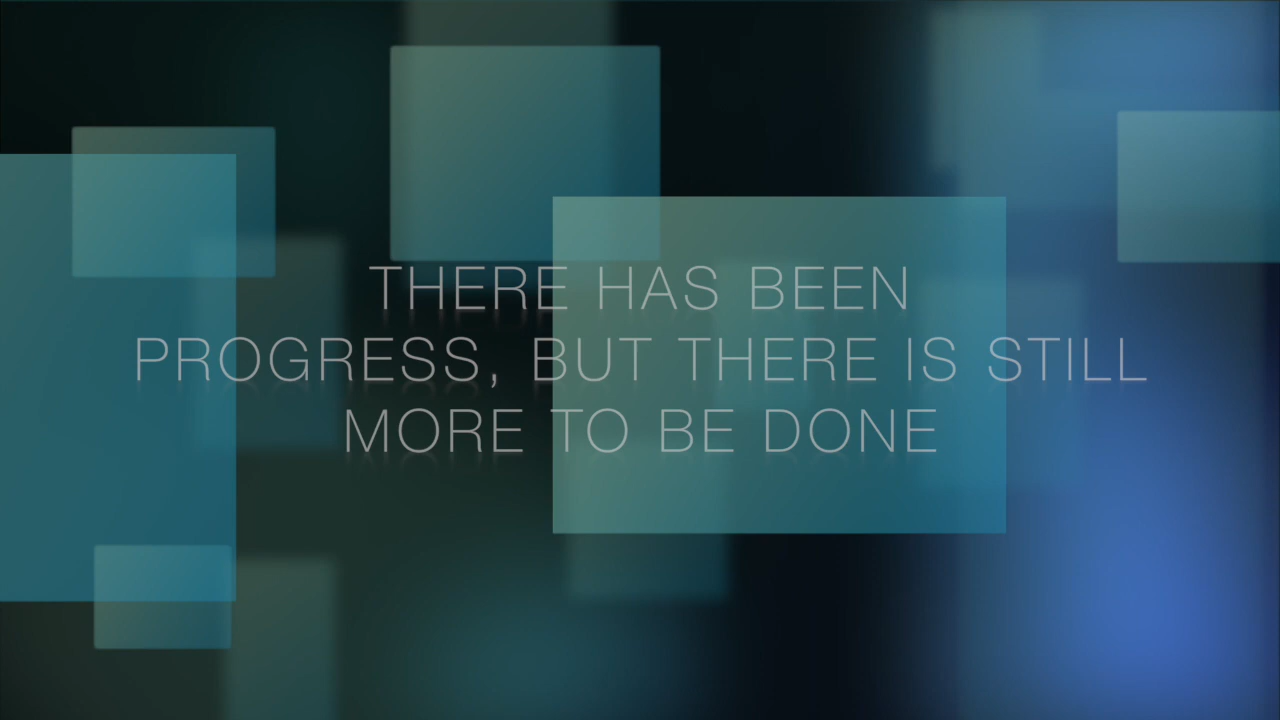 THERE HAS BEEN
PROGRESS, BUT THERE IS STILL
MORE TO BE DONE